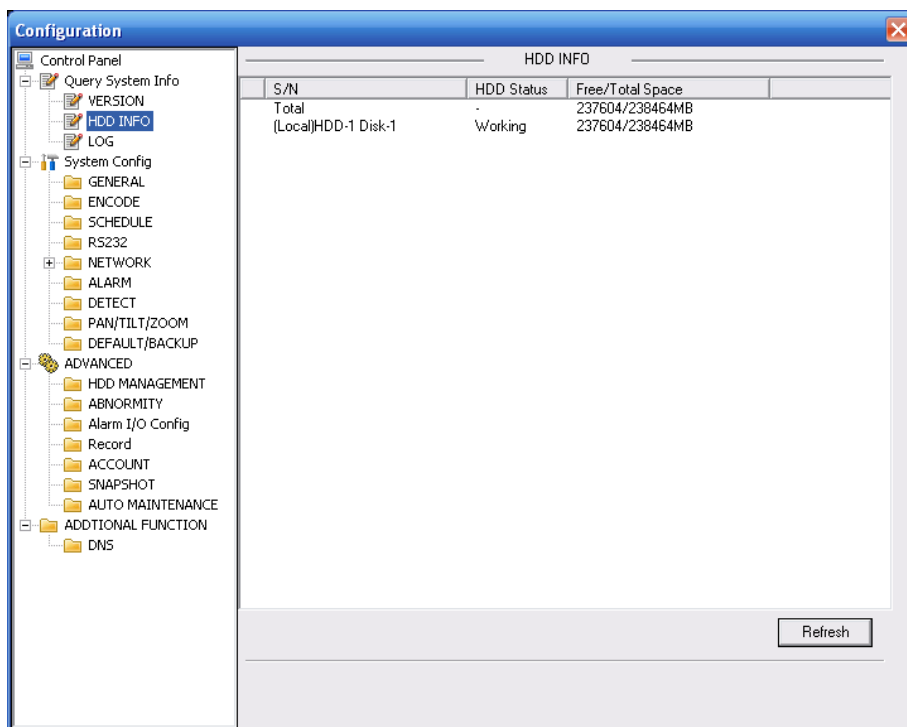 Configuration
Control Panel
Query System Info
VERSION
HDD INFO
LOG
System Config
GENERAL
ENCODE
SCHEDULE
RS232
NETWORK
ALARM
DETECT
PAN/TILT/ZOOM
DEFAULT/BACKUP
ADVANCED
HDD MANAGEMENT
ABNORMITY
Alarm I/O Config
Record
ACCOUNT
SNAPSHOT
AUTO MAINTENANCE
ADDTIONAL FUNCTION
DNS
HDD INFO
S/N HDD Status Free/Total Space
Total - 237604/238464MB
(Local)HDD-1 Disk-1 Working 237604/238464MB
Refresh